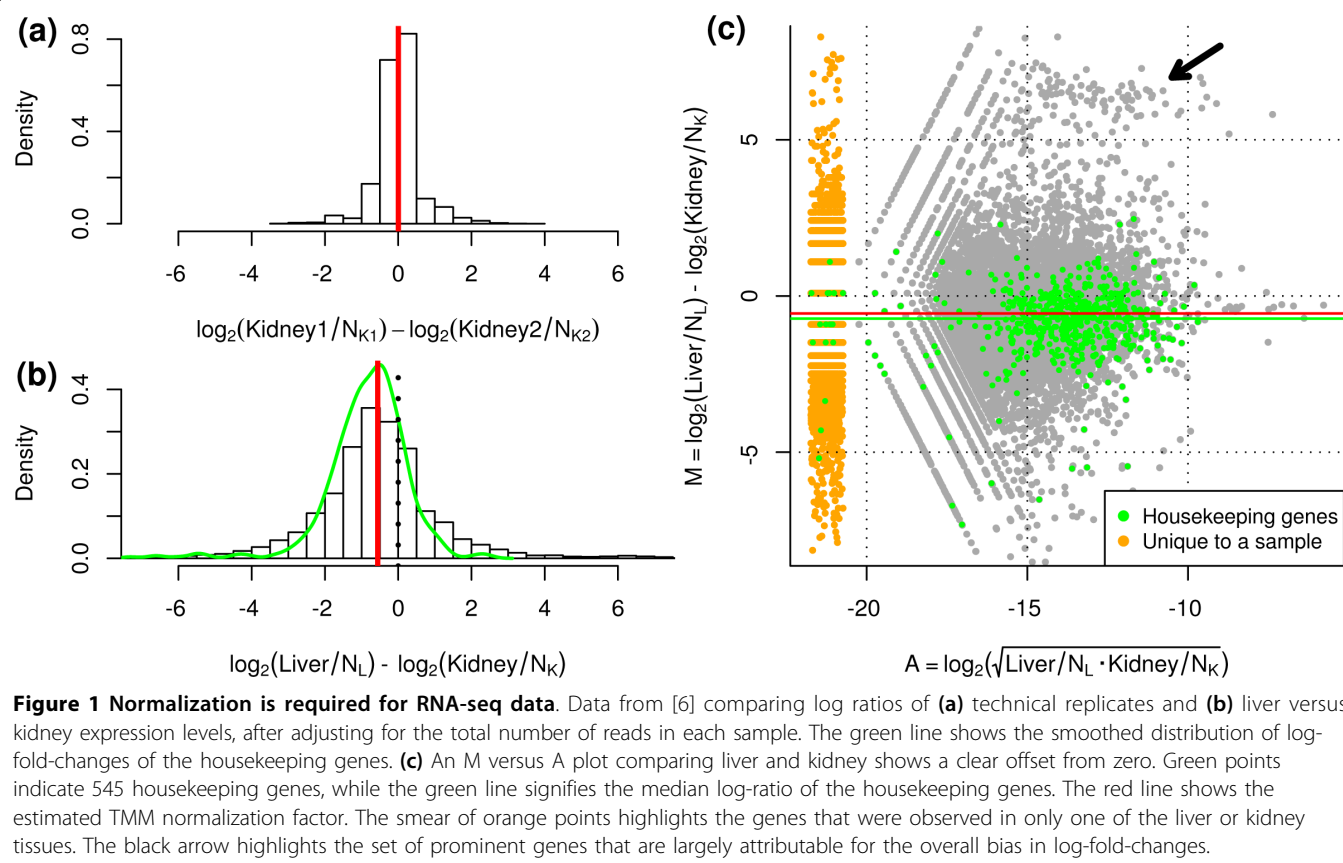 (a)
Density
0.0
0.4
0.8
-6
-4
-2
0
2
4
6
log2(Kidney1/NK1) – log2(Kidney2/NK2)
(b)
Density
0.0
0.2
0.4
-6
-4
-2
0
2
4
6
log2(Liver/NL) - log2(Kidney/NK)
(c)
M = log2(Liver/NL) - log2(Kidney/NK)
5
0
-5
-20
-15
-10
Housekeeping genes
Unique to a sample
A = log2(√Liver/NL · Kidney/NK)
Figure 1 Normalization is required for RNA-seq data. Data from [6] comparing log ratios of (a) technical replicates and (b) liver versus
kidney expression levels, after adjusting for the total number of reads in each sample. The green line shows the smoothed distribution of log-
fold-changes of the housekeeping genes. (c) An M versus A plot comparing liver and kidney shows a clear offset from zero. Green points
indicate 545 housekeeping genes, while the green line signifies the median log-ratio of the housekeeping genes. The red line shows the
estimated TMM normalization factor. The smear of orange points highlights the genes that were observed in only one of the liver or kidney
tissues. The black arrow highlights the set of prominent genes that are largely attributable for the overall bias in log-fold-changes.